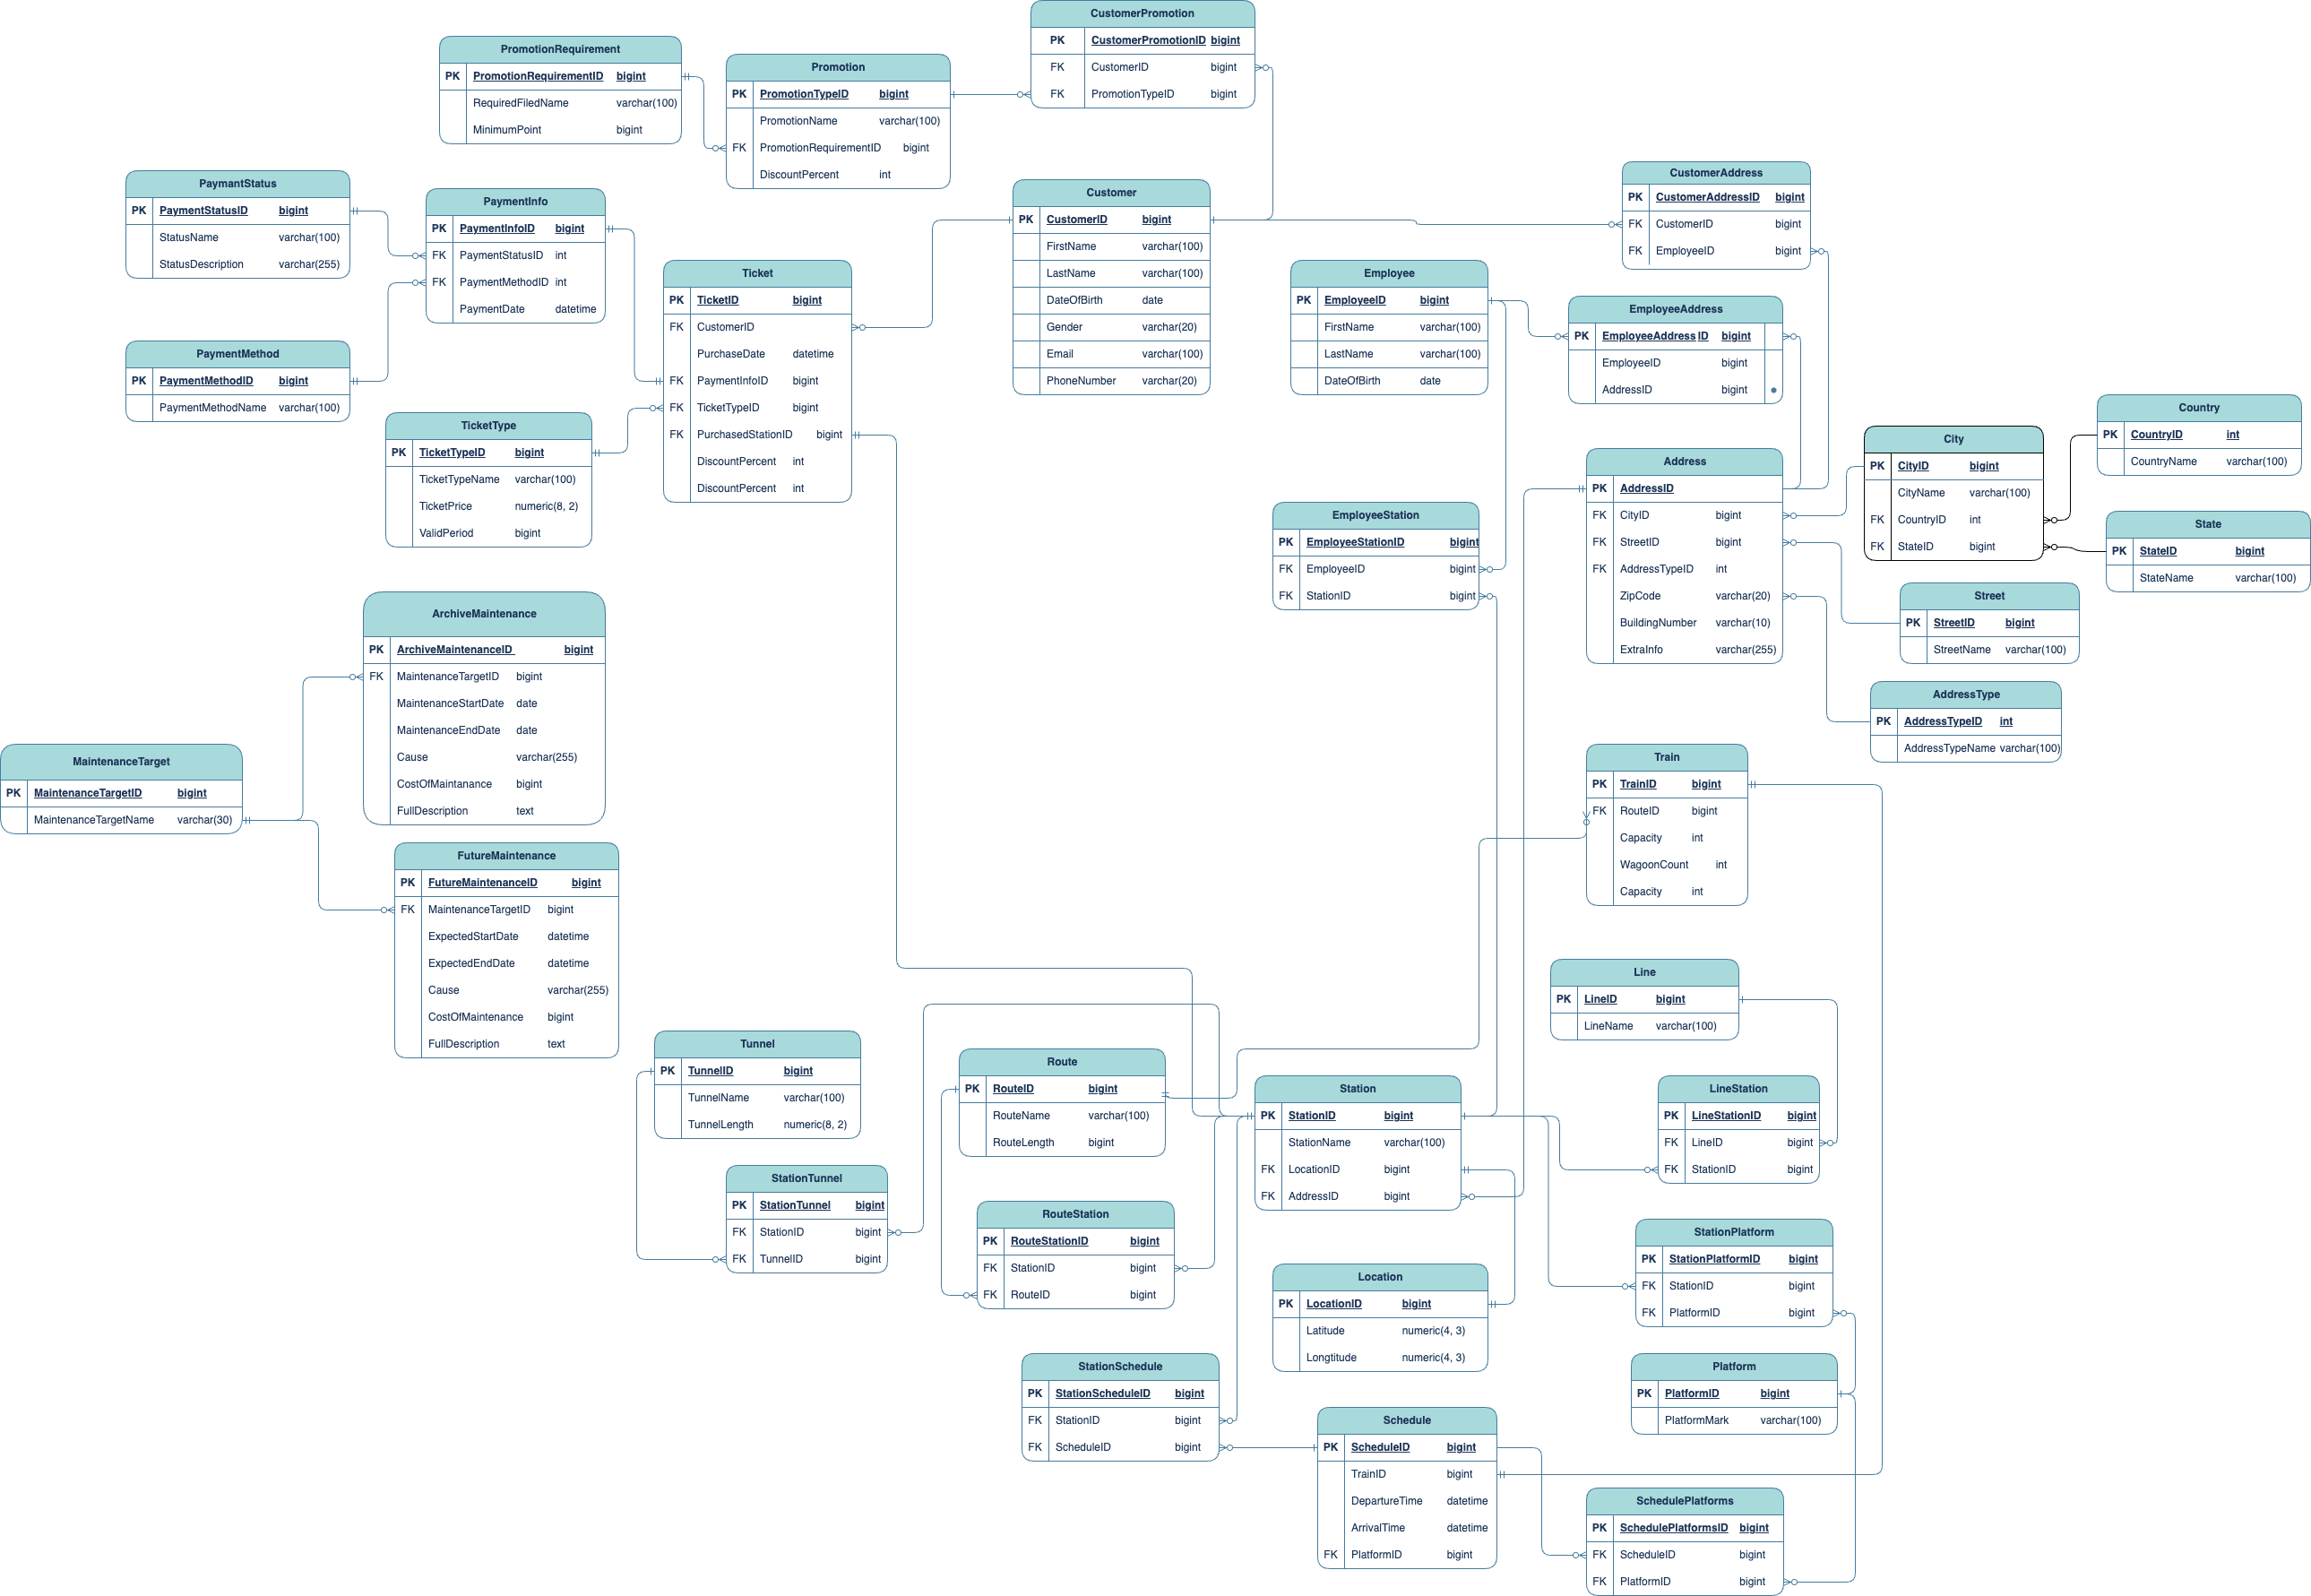 CustomerPromotion
PK CustomerPromotionID bigint
FK CustomerID bigint
FK PromotionTypeID bigint
PromotionRequirement
PK PromotionRequirementID bigint
RequiredFiledName varchar(100)
MinimumPoint bigint
Promotion
PK PromotionTypeID bigint
PromotionName varchar(100)
FK PromotionRequirementID bigint
DiscountPercent int
PaymantStatus
PK PaymentStatusID bigint
StatusName varchar(100)
StatusDescription varchar(255)
PaymentInfo
PK PaymentInfoID bigint
FK PaymentStatusID int
FK PaymentMethodID int
PaymentDate datetime
Customer
PK CustomerID bigint
FirstName varchar(100)
LastName varchar(100)
DateOfBirth date
Gender varchar(20)
Email varchar(100)
PhoneNumber varchar(20)
CustomerAddress
PK CustomerAddressID bigint
FK CustomerID bigint
FK EmployeeID bigint
Ticket
PK TicketID bigint
FK CustomerID
PurchaseDate datetime
FK PaymentInfoID bigint
FK TicketTypeID bigint
FK PurchasedStationID bigint
DiscountPercent int
DiscountPercent int
Employee
PK EmployeeID bigint
FirstName varchar(100)
LastName varchar(100)
DateOfBirth date
EmployeeAddress
PK EmployeeAddressID bigint
EmployeeID bigint
AddressID bigint
PaymentMethod
PK PaymentMethodID bigint
PaymentMethodName varchar(100)
TicketType
PK TicketTypeID bigint
TicketTypeName varchar(100)
TicketPrice numeric(8, 2)
ValidPeriod bigint
Country
PK CountryID int
CountryName varchar(100)
City
PK CityID bigint
CityName varchar(100)
FK CountryID int
FK StateID bigint
Address
PK AddressID
FK CityID bigint
FK StreetID bigint
FK AddressTypeID int
ZipCode varchar(20)
BuildingNumber varchar(10)
ExtraInfo varchar(255)
EmployeeStation
PK EmployeeStationID bigint
FK EmployeeID bigint
FK StationID bigint
State
PK StateID bigint
StateName varchar(100)
Street
PK StreetID bigint
StreetName varchar(100)
AddressType
PK AddressTypeID int
AddressTypeName varchar(100)
ArchiveMaintenance
PK ArchiveMaintenanceID bigint
FK MaintenanceTargetID bigint
MaintenanceStartDate date
MaintenanceEndDate date
Cause varchar(255)
CostOfMaintanance bigint
FullDescription text
MaintenanceTarget
PK MaintenanceTargetID bigint
MaintenanceTargetName varchar(30)
Train
PK TrainID bigint
FK RouteID bigint
Capacity int
WagoonCount int
Capacity int
FutureMaintenance
PK FutureMaintenanceID bigint
FK MaintenanceTargetID bigint
ExpectedStartDate datetime
ExpectedEndDate datetime
Cause varchar(255)
CostOfMaintenance bigint
FullDescription text
Line
PK LineID bigint
LineName varchar(100)
Tunnel
PK TunnelID bigint
TunnelName varchar(100)
TunnelLength numeric(8, 2)
Route
PK RouteID bigint
RouteName varchar(100)
RouteLength bigint
Station
PK StationID bigint
StationName varchar(100)
FK LocationID bigint
FK AddressID bigint
LineStation
PK LineStationID bigint
FK LineID bigint
FK StationID bigint
StationTunnel
PK StationTunnel bigint
FK StationID bigint
FK TunnelID bigint
RouteStation
PK RouteStationID bigint
FK StationID bigint
FK RouteID bigint
StationPlatform
PK StationPlatformID bigint
FK StationID bigint
FK PlatformID bigint
Location
PK LocationID bigint
Latitude numeric(4, 3)
Longtitude numeric(4, 3)
StationSchedule
PK StationScheduleID bigint
FK StationID bigint
FK ScheduleID bigint
Platform
PK PlatformID bigint
PlatformMark varchar(100)
Schedule
PK ScheduleID bigint
TrainID bigint
DepartureTime datetime
ArrivalTime datetime
FK PlatformID bigint
SchedulePlatforms
PK SchedulePlatformsID bigint
FK ScheduleID bigint
FK PlatformID bigint